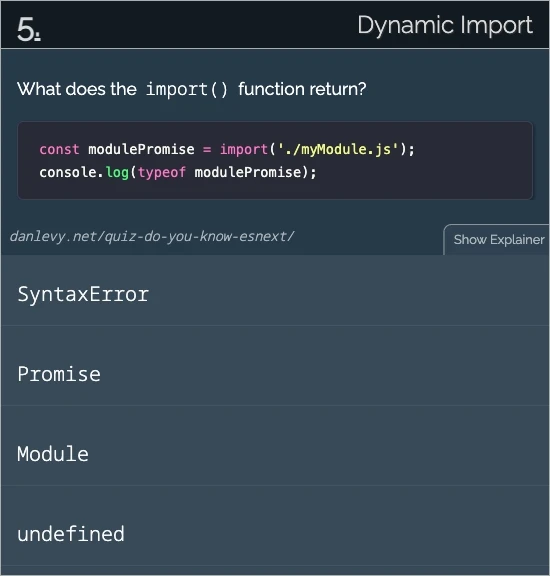 5.
Dynamic Import
What does the import() function return?
const modulePromise = import('./myModule.js');
console.log(typeof modulePromise);
danlevy.net/quiz-do-you-know-esnext/
Show Explainer
SyntaxError
Promise
Module
undefined